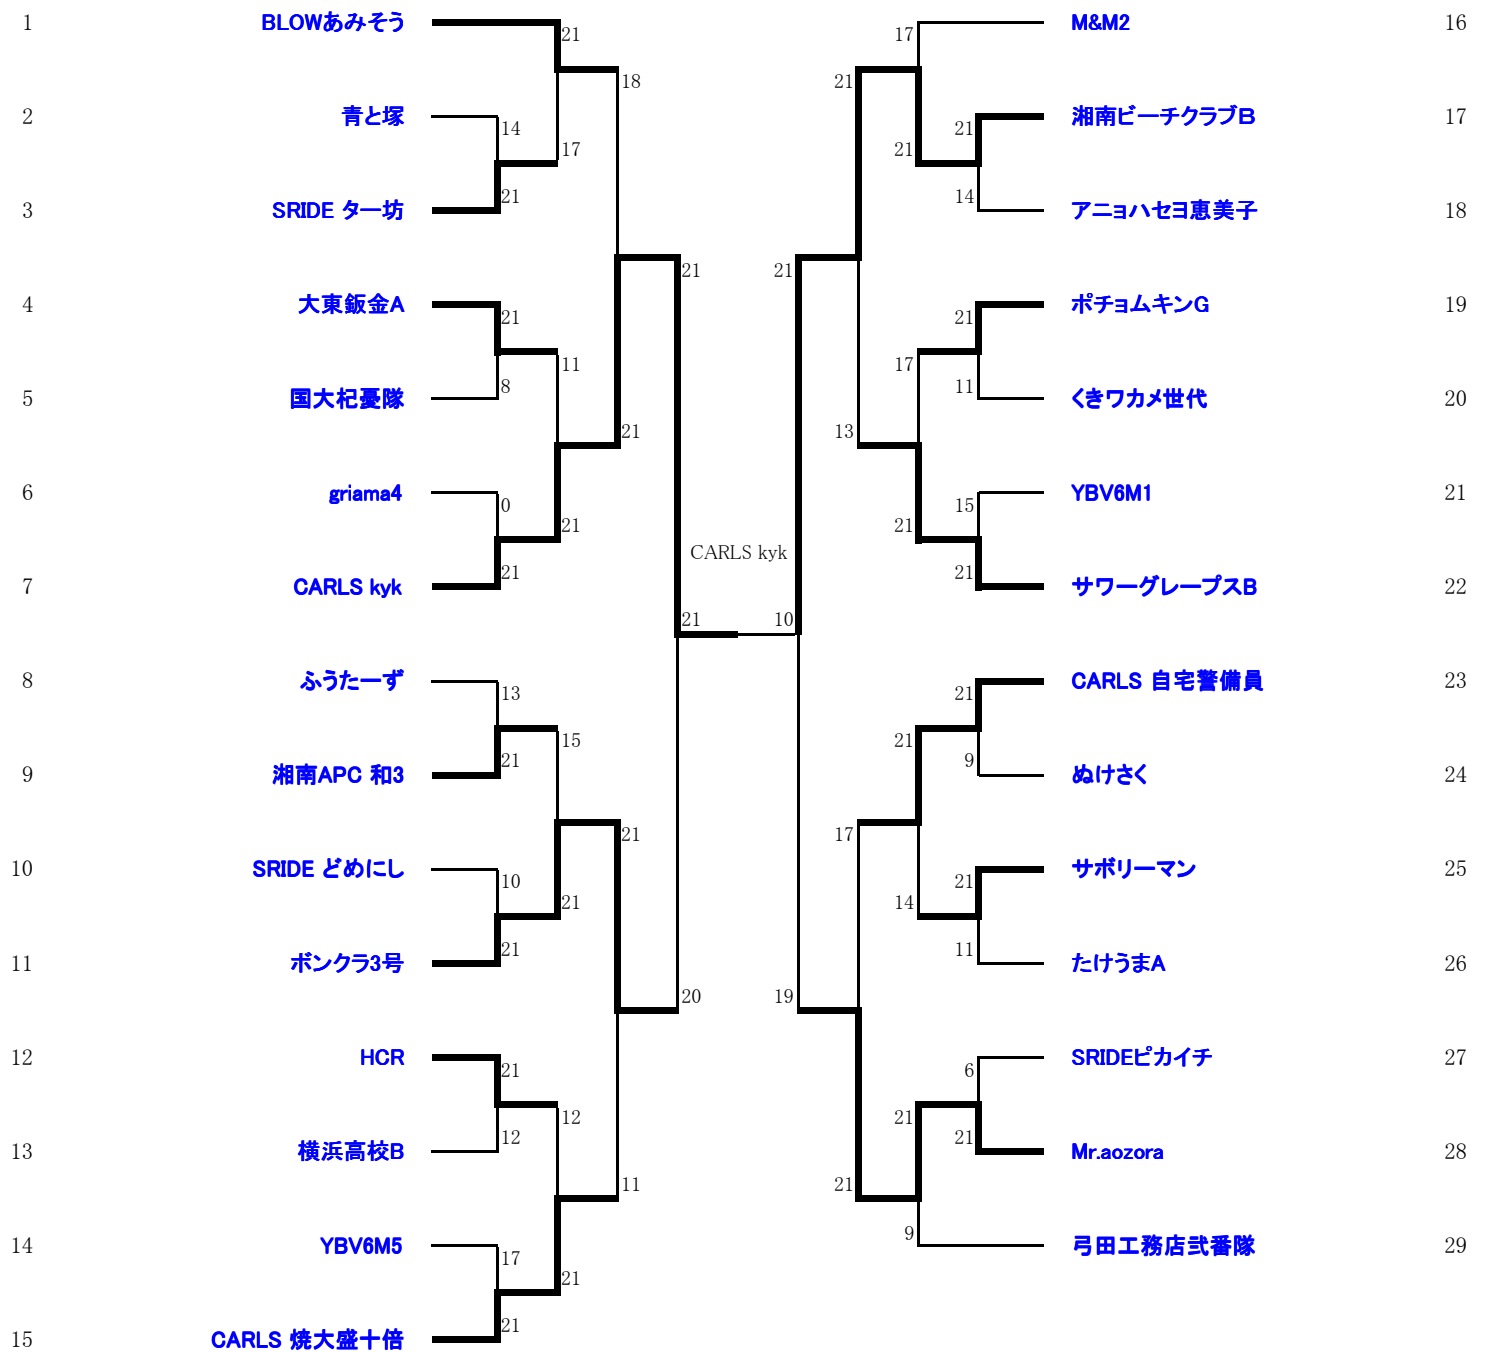 1 BLOWあみそう 21 17 M&M2 16
18 21
2 青と塚 14 21 湘南ビーチクラブB 17
17 21
3 SRIDE ター坊 21 14 アニョハセヨ恵美子 18
21 21
4 大東鈑金A 21 21 ポチョムキンG 19
11 17
5 国大杞憂隊 8 11 くきワカメ世代 20
21 13
6 griama4 0 15 YBV6M1 21
21 21
CARLS kyk
7 CARLS kyk 21 21 サワーグレープスB 22
21 10
8 ふうたーず 13 21 CARLS 自宅警備員 23
15 21
9 湘南APC 和3 21 9 ぬけさく 24
21 17
10 SRIDE どめにし 10 21 サボリーマン 25
21 14
11 ボンクラ3号 21 11 たけうまA 26
20 19
12 HCR 21 6 SRIDEピカイチ 27
12 21
13 横浜高校B 12 21 Mr.aozora 28
11 21
14 YBV6M5 17 9 弓田工務店弐番隊 29
21
15 CARLS 焼大盛十倍 21